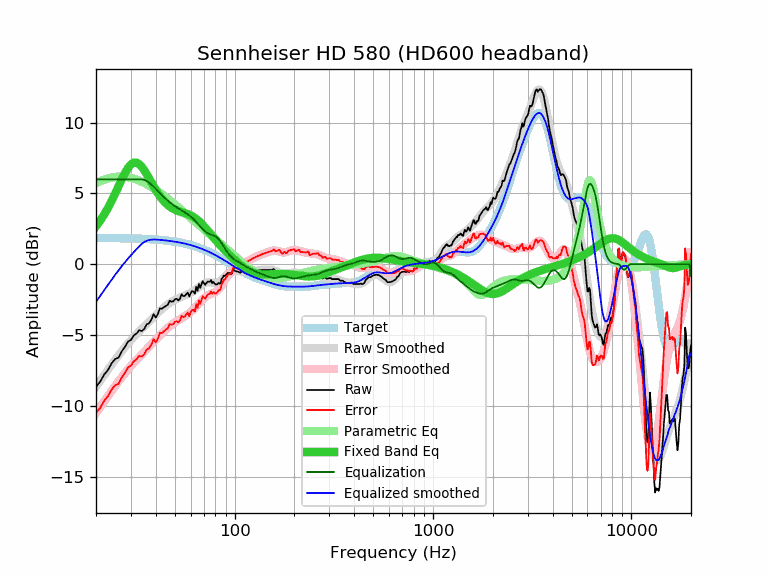 Sennheiser HD 580 (HD600 headband)
Amplitude (dBr)
10
5
0
−5
−10
−15
Target
Raw Smoothed
Error Smoothed
Raw
Error
Parametric Eq
Fixed Band Eq
Equalization
Equalized smoothed
100
1000
10000
Frequency (Hz)